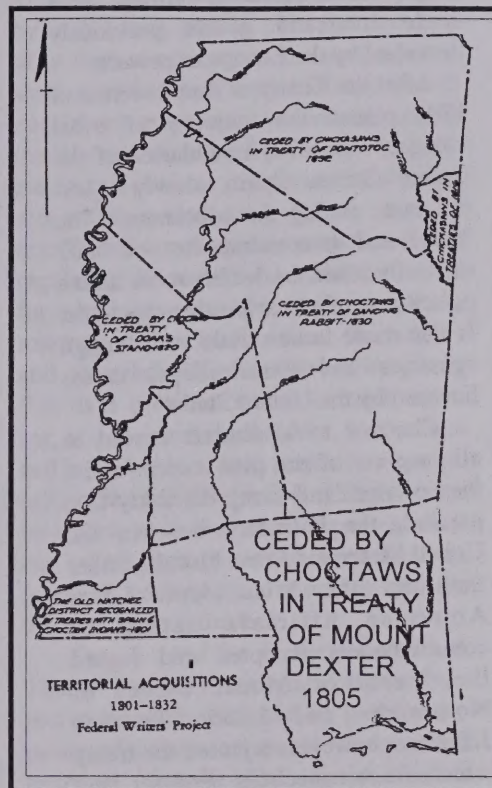 CEDED BY CHICKASAWS
IN TREATY OF PONTOTOC
1832
CEDED BY
CHICKASAWS IN
TREATIES OF 1816
CEDED BY
IN TREATY
OF DOAK'S
STAND-1820
CEDED BY CHOCTAWS
IN TREATY OF DANCING
RABBIT-1830
CEDED BY
CHOCTAWS
IN TREATY
OF MOUNT
DEXTER
1805
THE OLD NATCHEZ
DISTRICT RECOGNIZED
BY TREATIES WITH SPAIN &
CHOCTAW INDIANS-1801
TERRITORIAL ACQUISITIONS
1801–1832
Federal Writers' Project